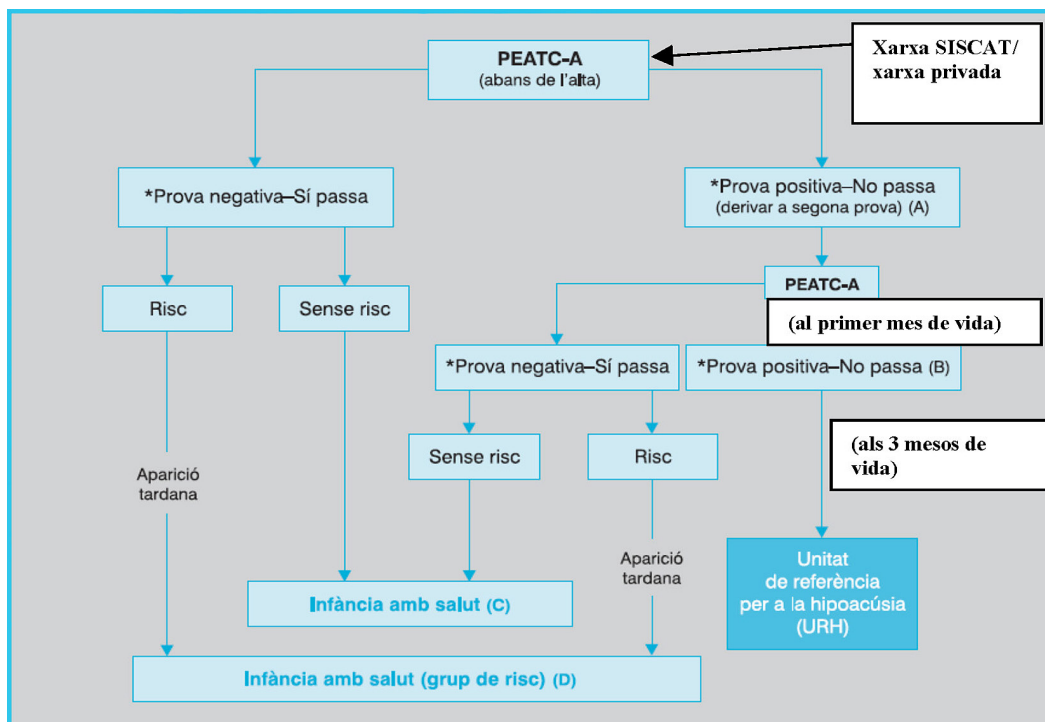 PEATC-A
(abans de l'alta)
Xarxa SISCAT/
xarxa privada
*Prova negativa–Sí passa
*Prova positiva–No passa
(derivar a segona prova) (A)
Risc
Sense risc
PEATC-A
(al primer mes de vida)
*Prova negativa–Sí passa
*Prova positiva–No passa (B)
Sense risc
Risc
(als 3 mesos de
vida)
Aparició
tardana
Aparició
tardana
Unitat
de referència
per a la hipoacúsia
(URH)
Infància amb salut (C)
Infància amb salut (grup de risc) (D)